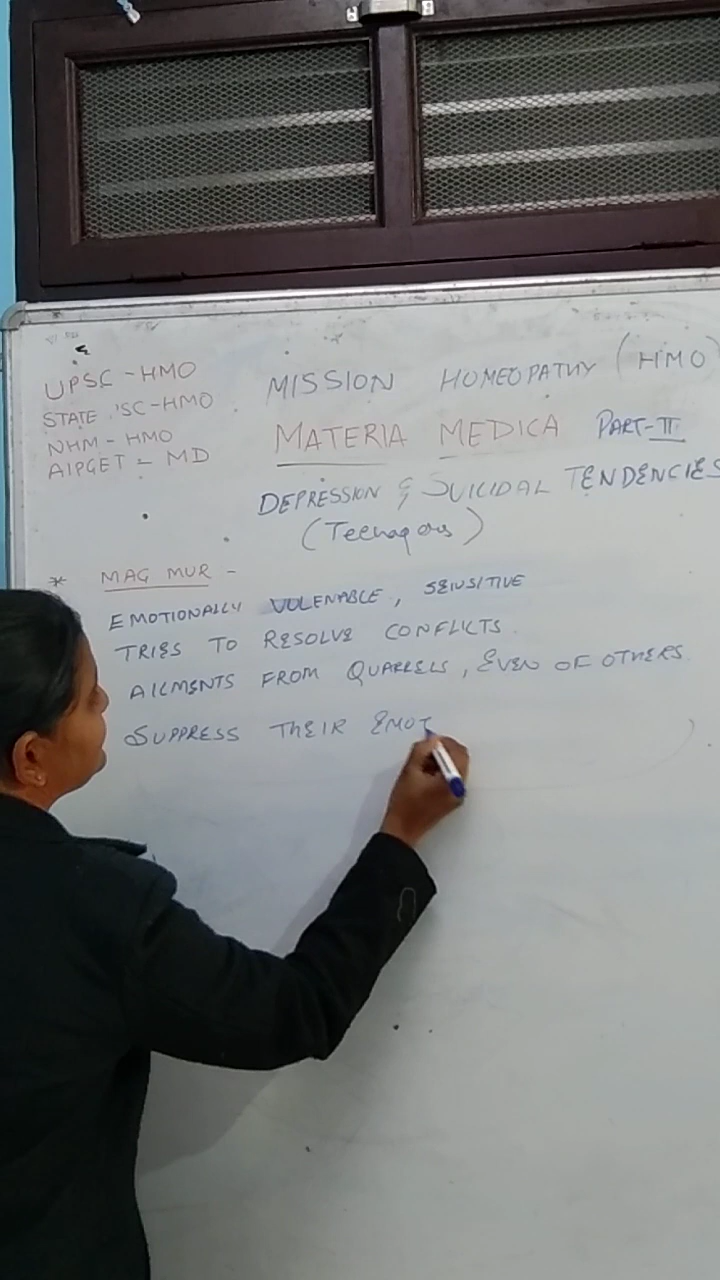 UPSC - HMO
STATE 'SC-HMO
NHM - HMO
AIPGET - MD
MISSION HOMEOPATHY (HMO)
MATERIA MEDICA PART-II
DEPRESSION & SUICIDAL TENDENCIES
(Teenagers)
* MAG MUR -
EMOTIONALLY VULENABLE, SENSITIVE
TRIES TO RESOLVE CONFLICTS
AILMENTS FROM QUARRELS, EVEN OF OTHERS
SUPPRESS THEIR EMOT